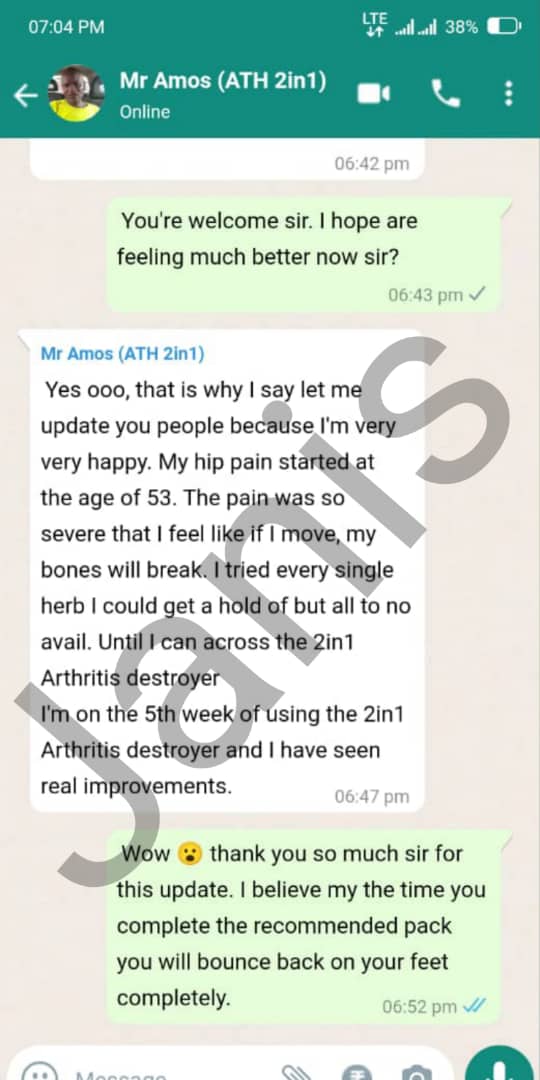 07:04 PM LTE 38%
Mr Amos (ATH 2in1)
Online
06:42 pm
You're welcome sir. I hope are
feeling much better now sir?
06:43 pm
Mr Amos (ATH 2in1)
Yes ooo, that is why I say let me
update you people because I'm very
very happy. My hip pain started at
the age of 53. The pain was so
severe that I feel like if I move, my
bones will break. I tried every single
herb I could get a hold of but all to no
avail. Until I can across the 2in1
Arthritis destroyer
I'm on the 5th week of using the 2in1
Arthritis destroyer and I have seen
real improvements.
06:47 pm
Wow 😮 thank you so much sir for
this update. I believe my the time you
complete the recommended pack
you will bounce back on your feet
completely.
06:52 pm
Message
Janis